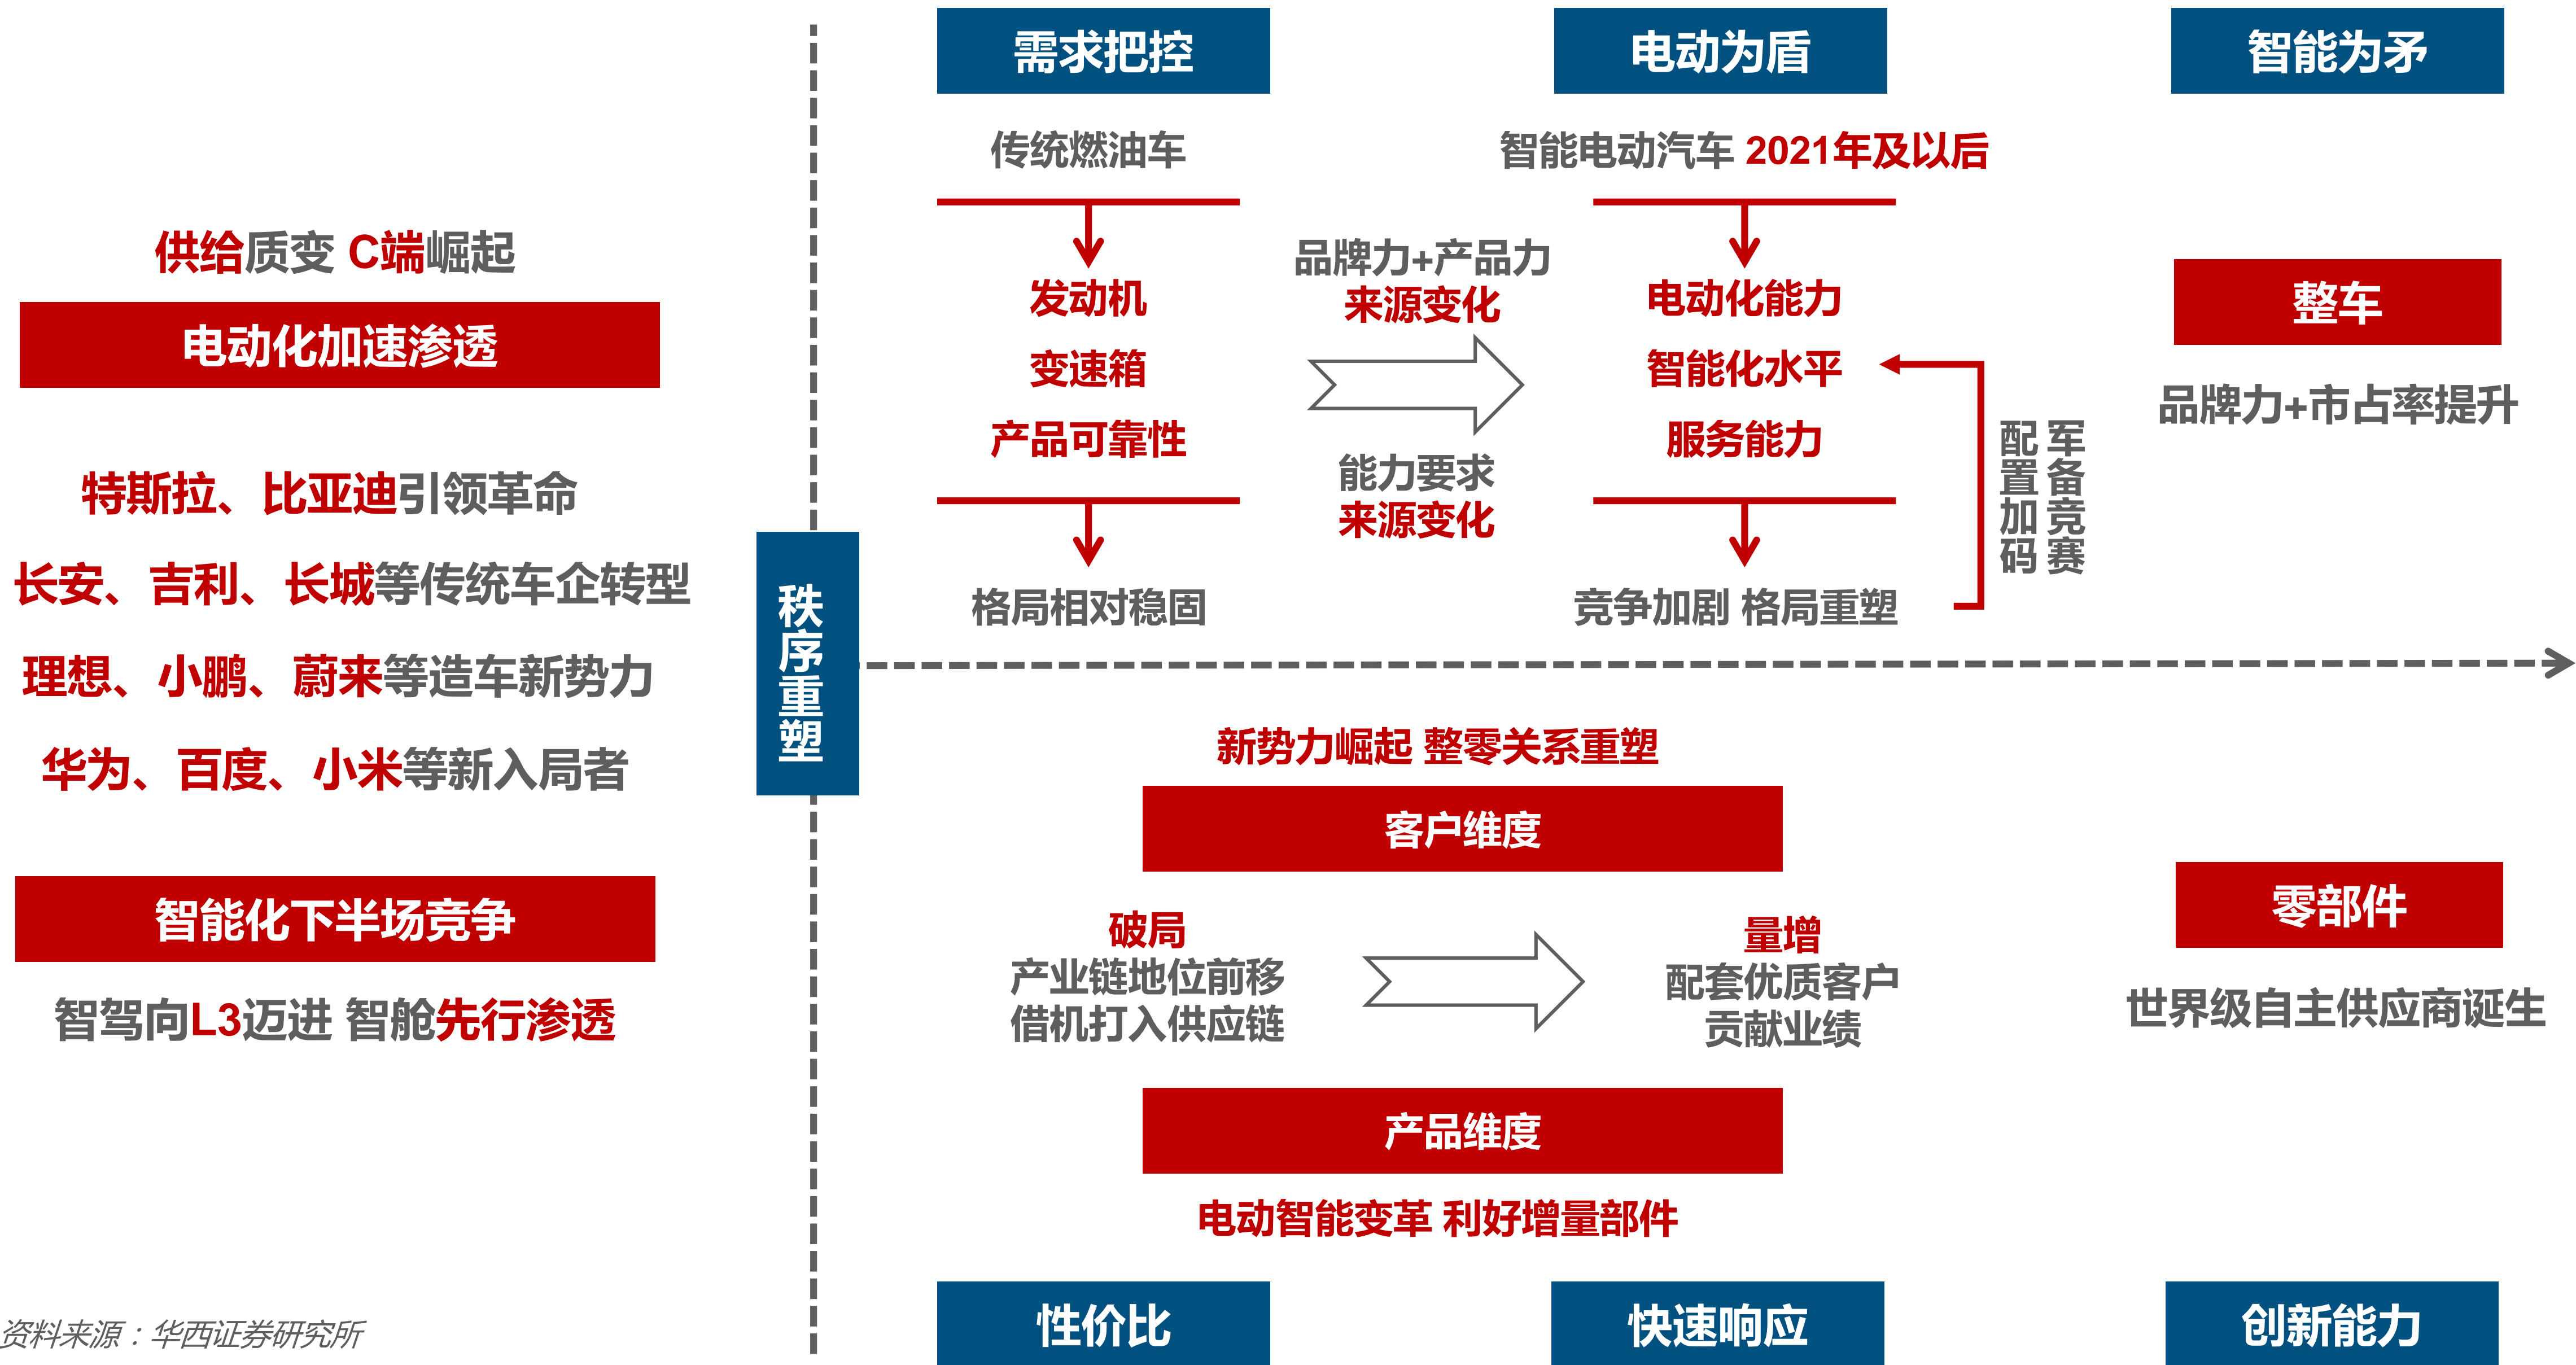 供给质变 C端崛起
电动化加速渗透
特斯拉、比亚迪引领革命
长安、吉利、长城等传统车企转型
理想、小鹏、蔚来等造车新势力
华为、百度、小米等新入局者
智能化下半场竞争
智驾向L3迈进 智舱先行渗透
资料来源：华西证券研究所
秩序重塑
需求把控
电动为盾
智能为矛
传统燃油车
发动机
变速箱
产品可靠性
格局相对稳固
品牌力+产品力
来源变化
能力要求
来源变化
智能电动汽车 2021年及以后
电动化能力
智能化水平
服务能力
竞争加剧 格局重塑
军备竞赛
配置加码
整车
品牌力+市占率提升
新势力崛起 整零关系重塑
客户维度
破局
产业链地位前移
借机打入供应链
量增
配套优质客户
贡献业绩
产品维度
电动智能变革 利好增量部件
零部件
世界级自主供应商诞生
性价比
快速响应
创新能力